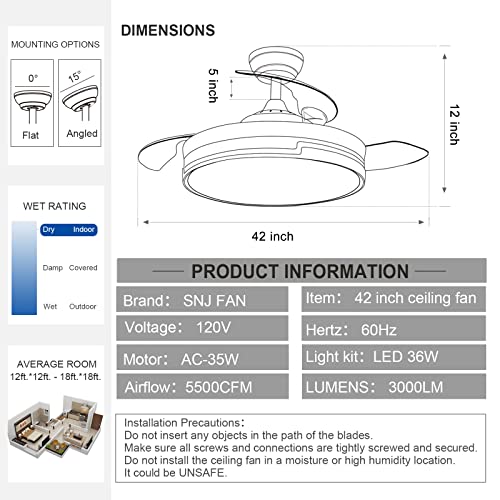 MOUNTING OPTIONS
0° 15°
Flat Angled
WET RATING
Dry Indoor
Damp Covered
Wet Outdoor
AVERAGE ROOM
12ft.*12ft. - 18ft.*18ft.
DIMENSIONS
5 inch
12 inch
42 inch
PRODUCT INFORMATION
Brand: SNJ FAN
Item: 42 inch ceiling fan
Voltage: 120V
Hertz: 60Hz
Motor: AC-35W
Light kit: LED 36W
Airflow: 5500CFM
LUMENS: 3000LM
Installation Precautions:
Do not insert any objects in the path of the blades.
Make sure all screws and connections are tightly screwed and secured.
Do not install the ceiling fan in a moisture or high humidity location.
It could be UNSAFE.